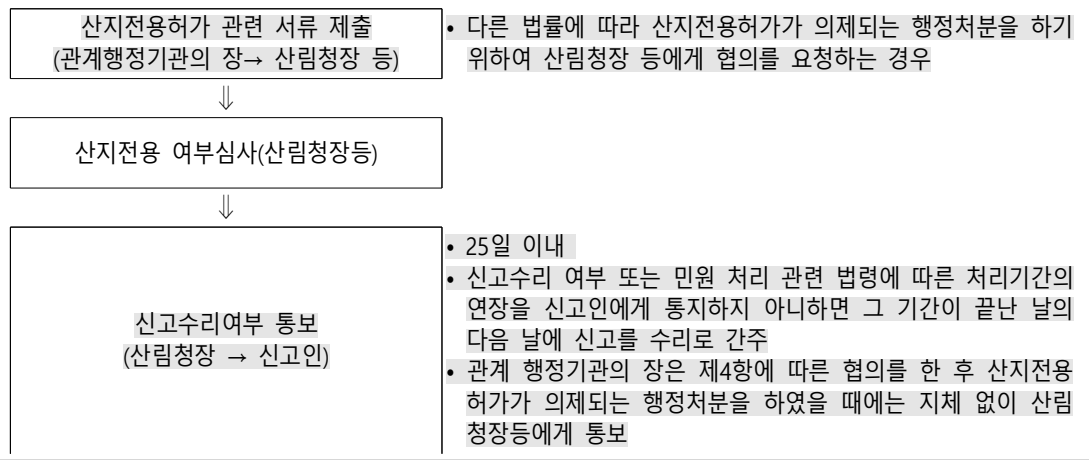 산지전용허가 관련 서류 제출
(관계행정기관의 장→ 산림청장 등)
• 다른 법률에 따라 산지전용허가가 의제되는 행정처분을 하기
위하여 산림청장 등에게 협의를 요청하는 경우
⇓
산지전용 여부심사(산림청장등)
⇓
신고수리여부 통보
(산림청장 → 신고인)
• 25일 이내
• 신고수리 여부 또는 민원 처리 관련 법령에 따른 처리기간의
연장을 신고인에게 통지하지 아니하면 그 기간이 끝난 날의
다음 날에 신고를 수리로 간주
• 관계 행정기관의 장은 제4항에 따른 협의를 한 후 산지전용
허가가 의제되는 행정처분을 하였을 때에는 지체 없이 산림
청장등에게 통보